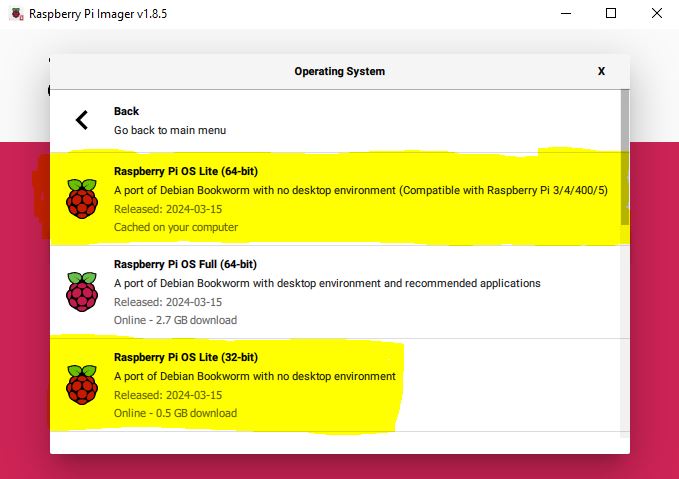 Raspberry Pi Imager v1.8.5
Operating System
X
Back
Go back to main menu
Raspberry Pi OS Lite (64-bit)
A port of Debian Bookworm with no desktop environment (Compatible with Raspberry Pi 3/4/400/5)
Released: 2024-03-15
Cached on your computer
Raspberry Pi OS Full (64-bit)
A port of Debian Bookworm with desktop environment and recommended applications
Released: 2024-03-15
Online - 2.7 GB download
Raspberry Pi OS Lite (32-bit)
A port of Debian Bookworm with no desktop environment
Released: 2024-03-15
Online - 0.5 GB download